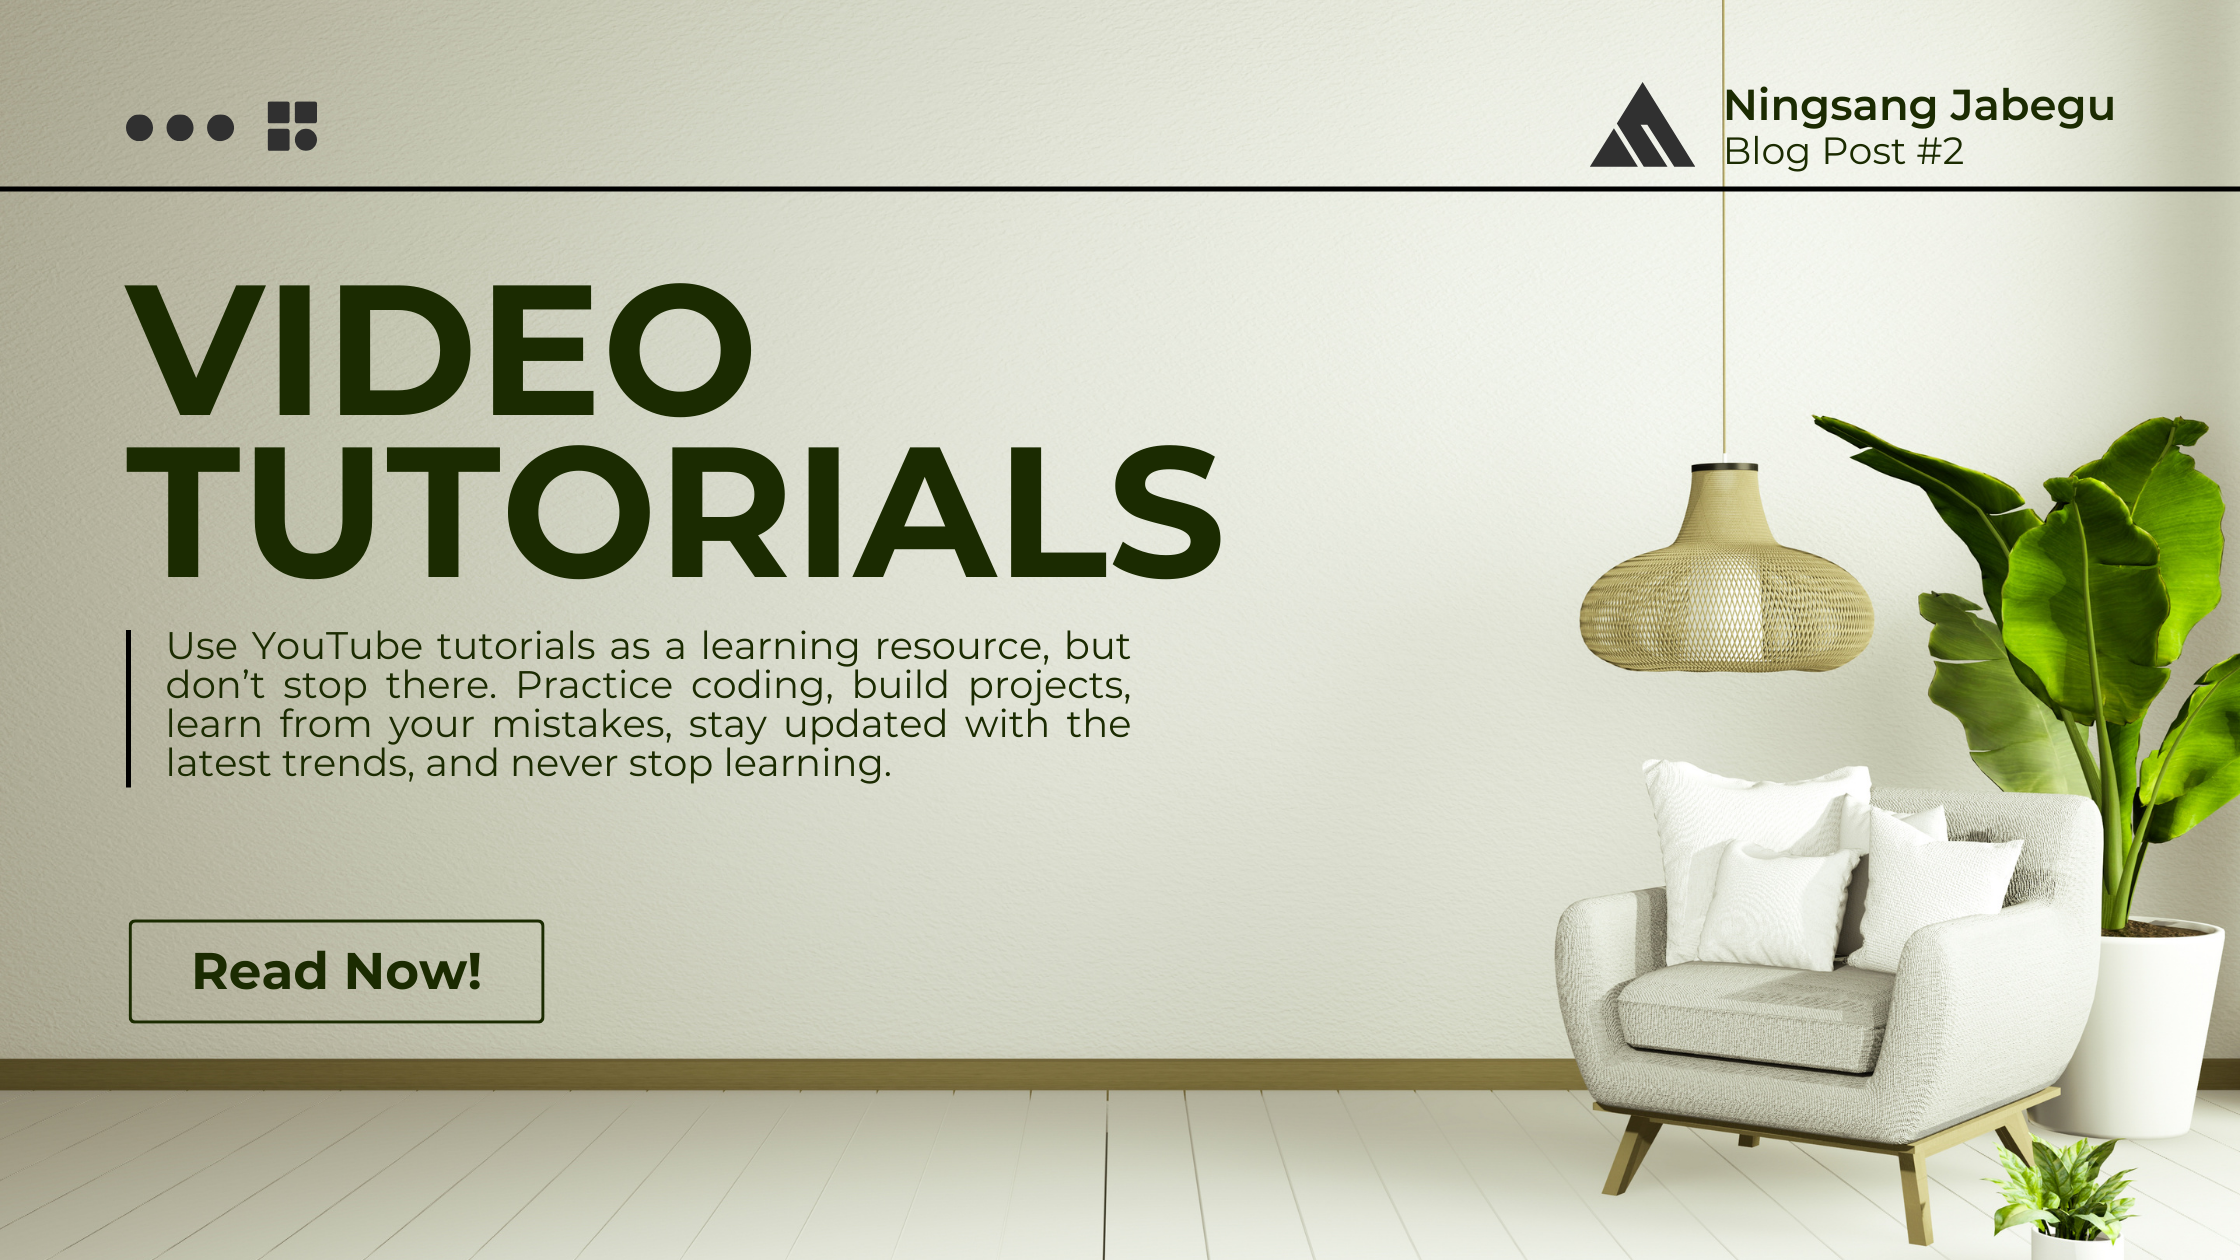 Ningsang Jabegu
Blog Post #2
VIDEO
TUTORIALS
Use YouTube tutorials as a learning resource, but
don’t stop there. Practice coding, build projects,
learn from your mistakes, stay updated with the
latest trends, and never stop learning.
Read Now!